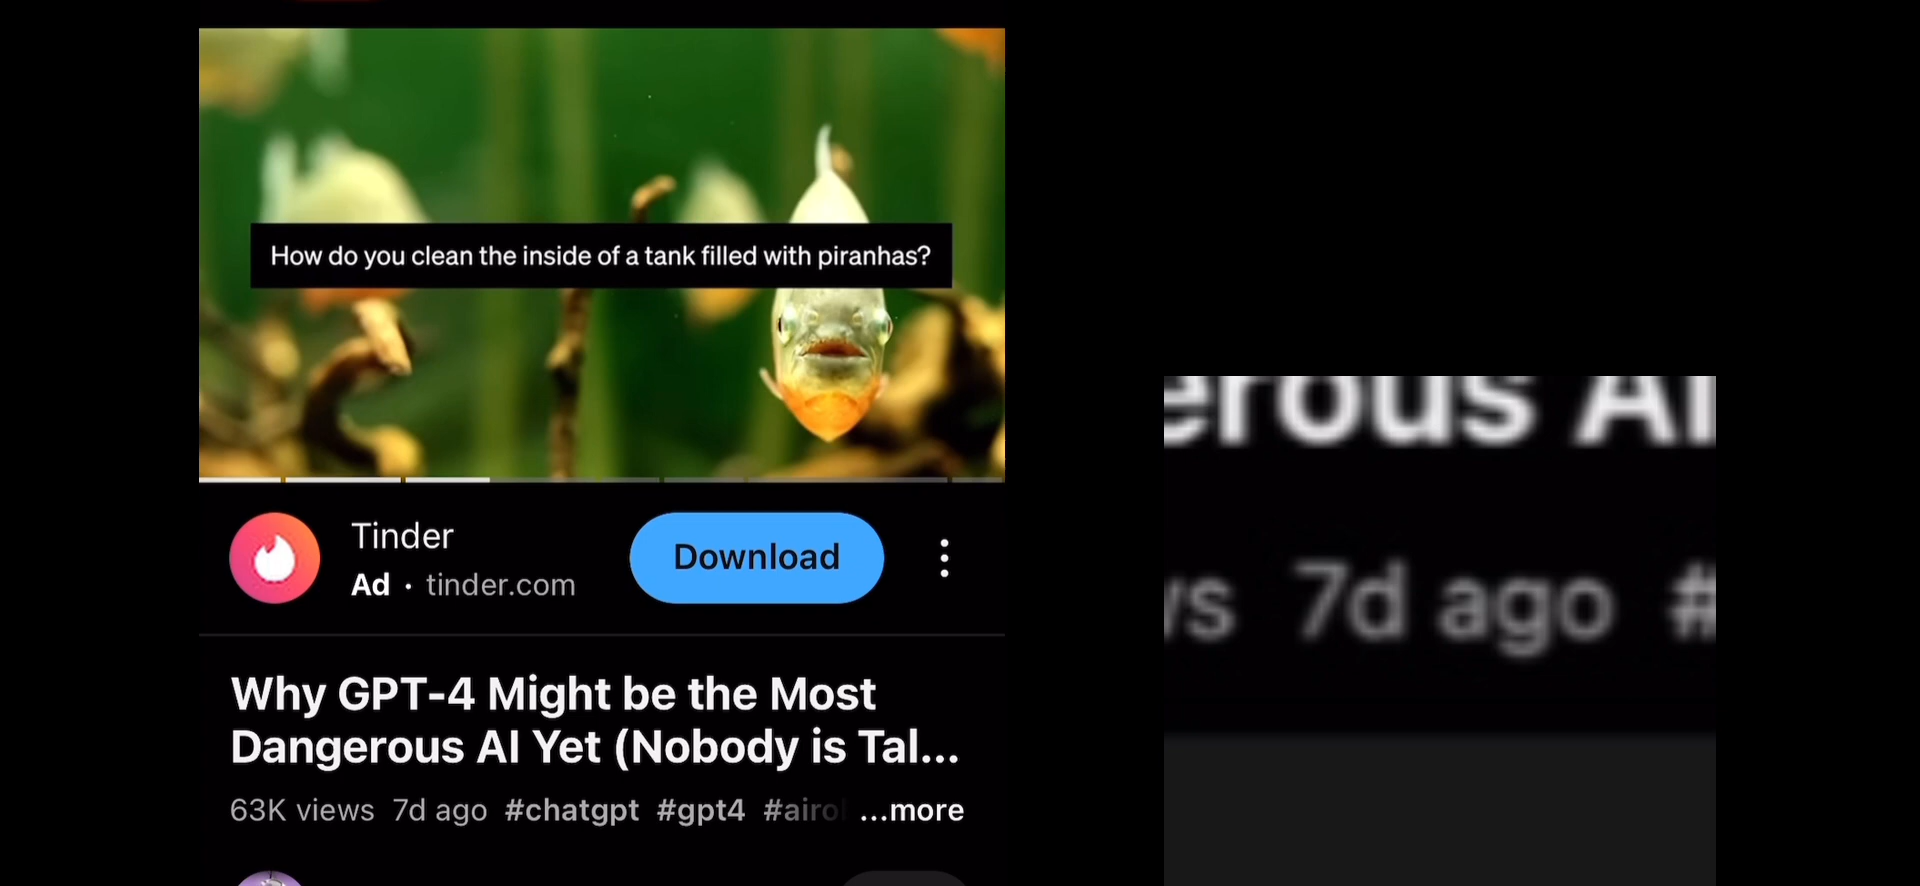 How do you clean the inside of a tank filled with piranhas?
Tinder
Ad · tinder.com
Download
Why GPT-4 Might be the Most
Dangerous AI Yet (Nobody is Tal...
63K views 7d ago #chatgpt #gpt4 #airo ...more
erous AI
ws 7d ago #